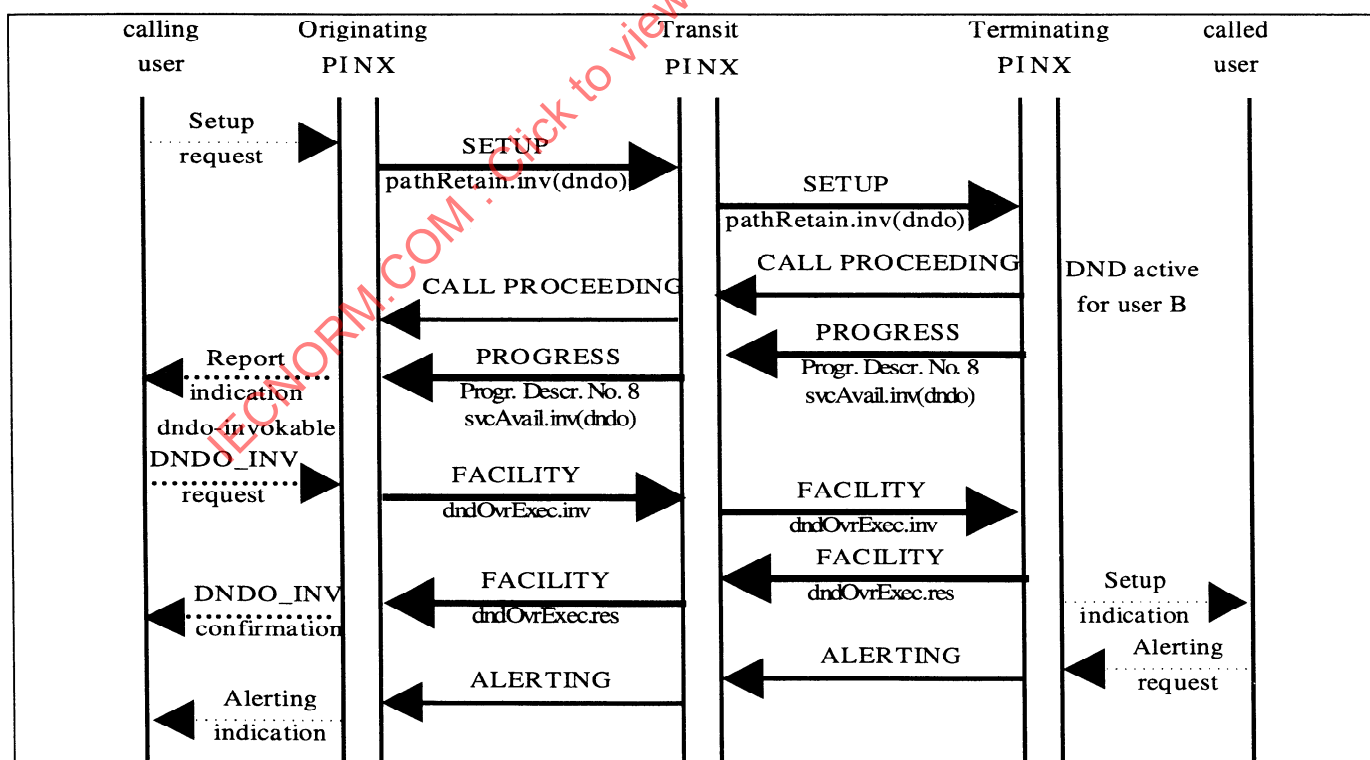 calling Originating Transit Terminating called
user PINX PINX PINX user
Setup
request
SETUP
pathRetain.inv(dndo)
SETUP
pathRetain.inv(dndo)
CALL PROCEEDING
DND active
for user B
CALL PROCEEDING
PROGRESS
Progr. Descr. No. 8
svcAvail.inv(dndo)
Report
indication
dndo-invokable
PROGRESS
Progr. Descr. No. 8
svcAvail.inv(dndo)
DNDO_INV
request
FACILITY
dndOvrExec.inv
FACILITY
dndOvrExec.inv
FACILITY
dndOvrExec.res
Setup
indication
DNDO_INV
confirmation
FACILITY
dndOvrExec.res
Alerting
request
ALERTING
ALERTING
Alerting
indication
IECNORM.COM : Click to view